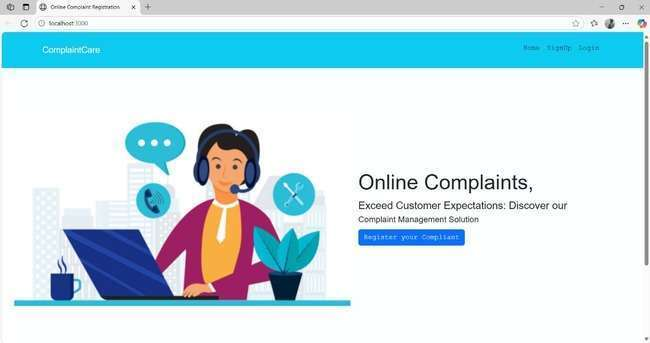 Online Complaint Registration
localhost:3000
ComplaintCare
Home SignUp Login
Online Complaints,
Exceed Customer Expectations: Discover our
Complaint Management Solution
Register your Compliant